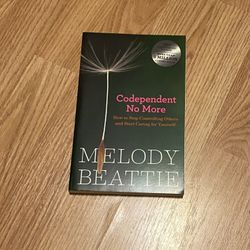 Codependent
No More
How to Stop Controlling Others
and Start Caring for Yourself
MELODY
BEATTIE